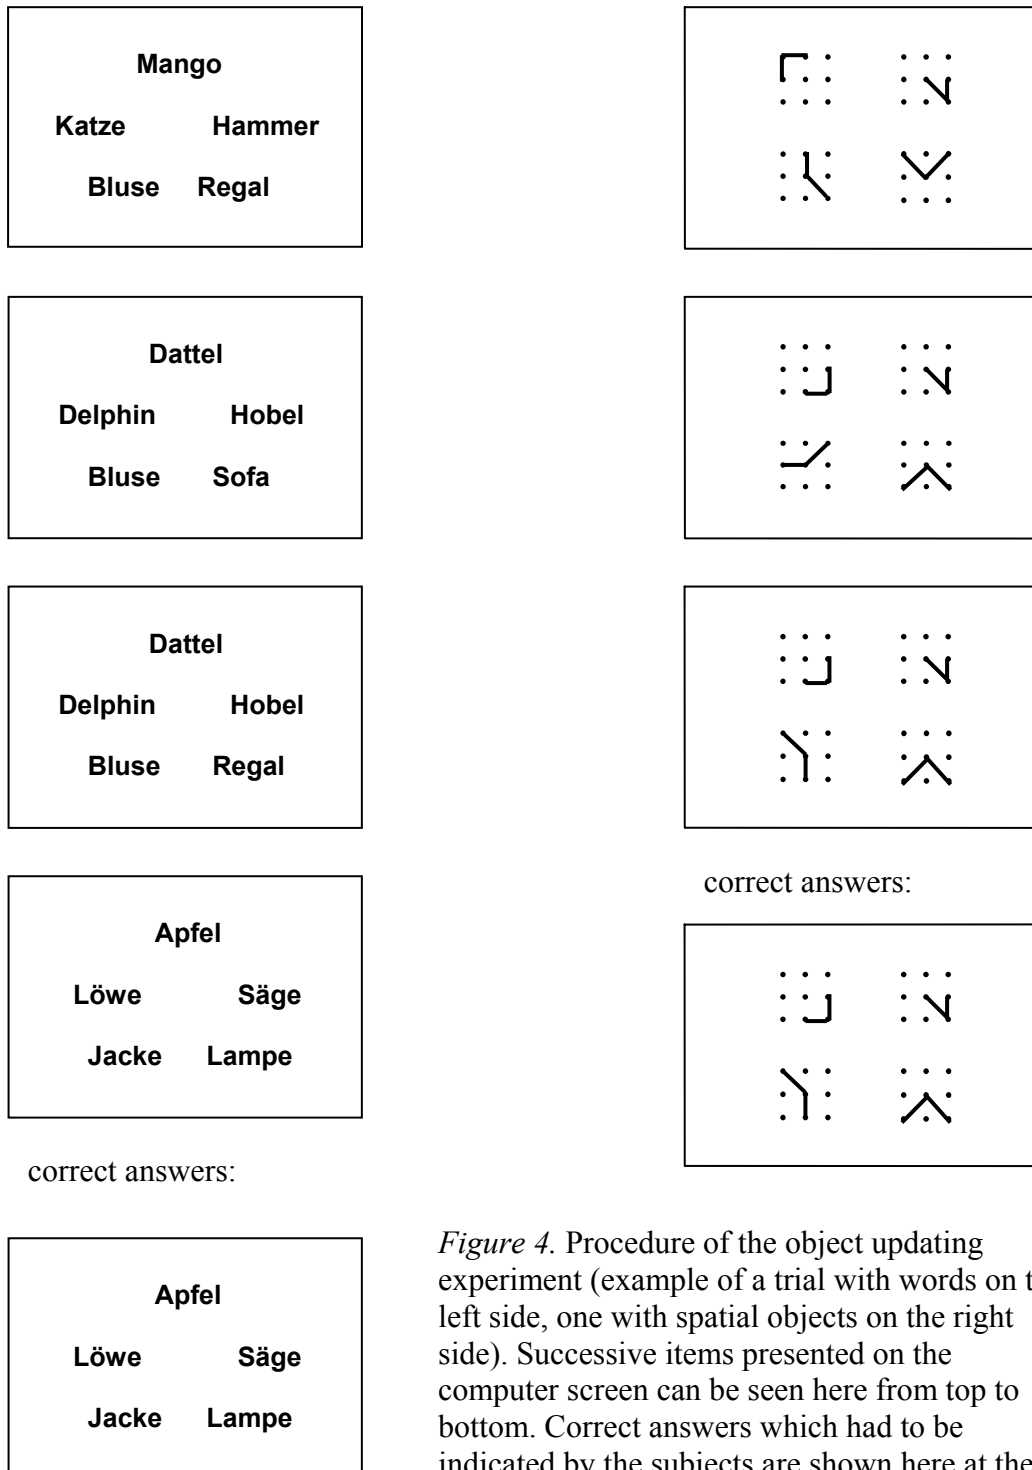 Mango
Katze Hammer
Bluse Regal
Dattel
Delphin Hobel
Bluse Sofa
Dattel
Delphin Hobel
Bluse Regal
Apfel
Löwe Säge
Jacke Lampe
correct answers:
Apfel
Löwe Säge
Jacke Lampe
correct answers:
Figure 4. Procedure of the object updating
experiment (example of a trial with words on
left side, one with spatial objects on the right
side). Successive items presented on the
computer screen can be seen here from top to
bottom. Correct answers which had to be
indicated by the subjects are shown here at the